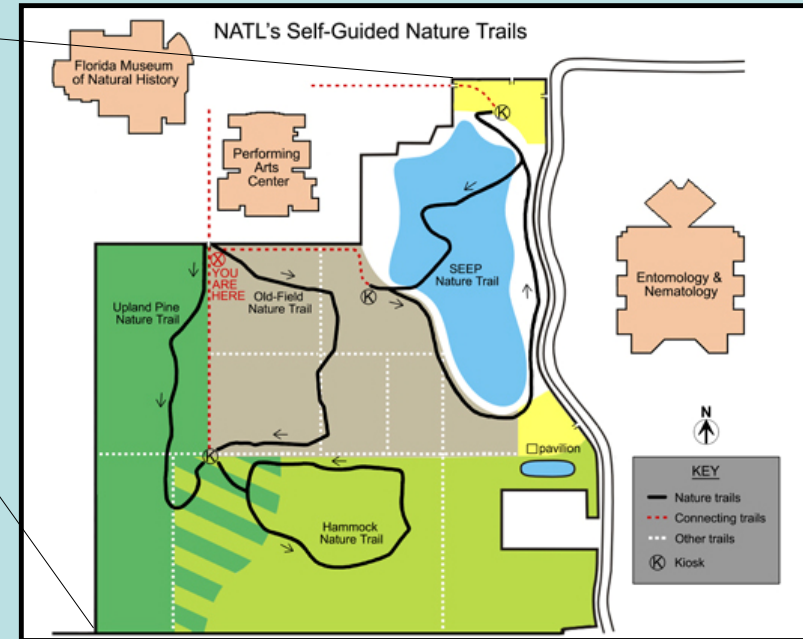 NATL's Self-Guided Nature Trails
Florida Museum
of Natural History
Performing
Arts
Center
K
SEEP
Nature Trail
Entomology &
Nematology
K
YOU
ARE
HERE
Old-Field
Nature Trail
K
Upland Pine
Nature Trail
N
pavilion
K
Hammock
Nature Trail
KEY
Nature trails
Connecting trails
Other trails
K Kiosk